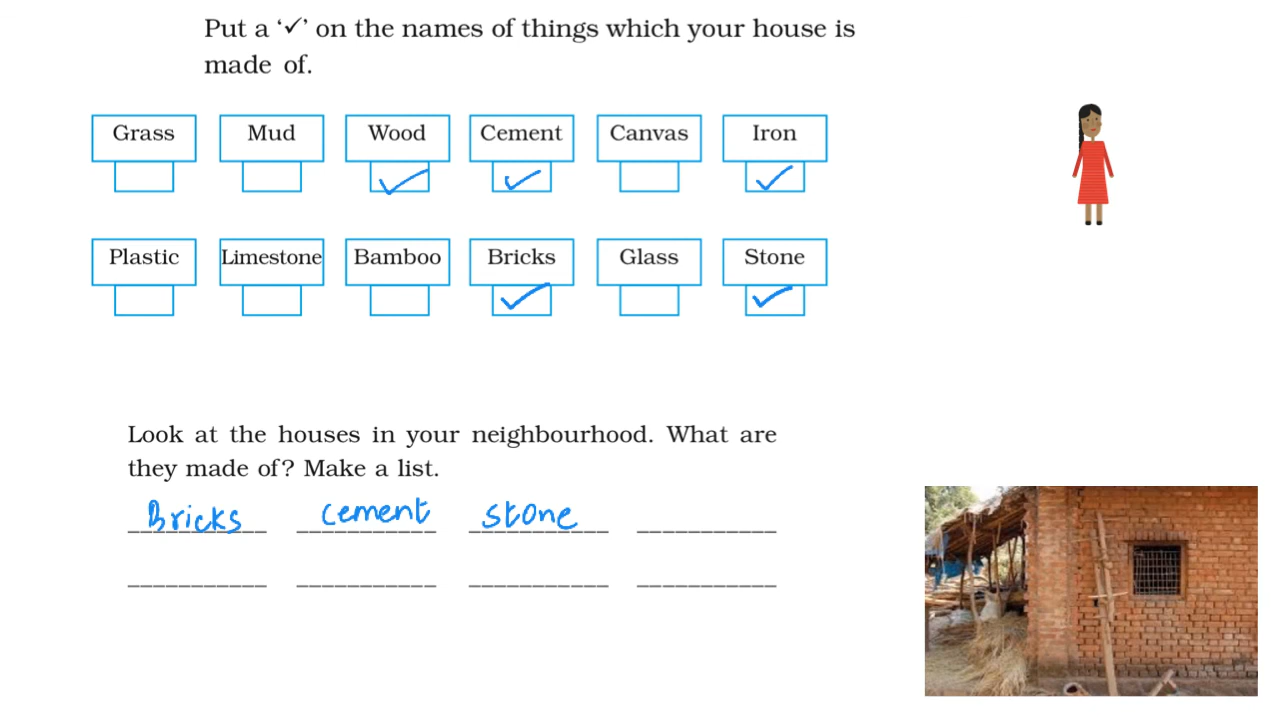 Put a ‘✓’ on the names of things which your house is
made of.
Grass Mud Wood Cement Canvas Iron
✓ ✓ ✓
Plastic Limestone Bamboo Bricks Glass Stone
✓ ✓
Look at the houses in your neighbourhood. What are
they made of? Make a list.
Bricks cement stone